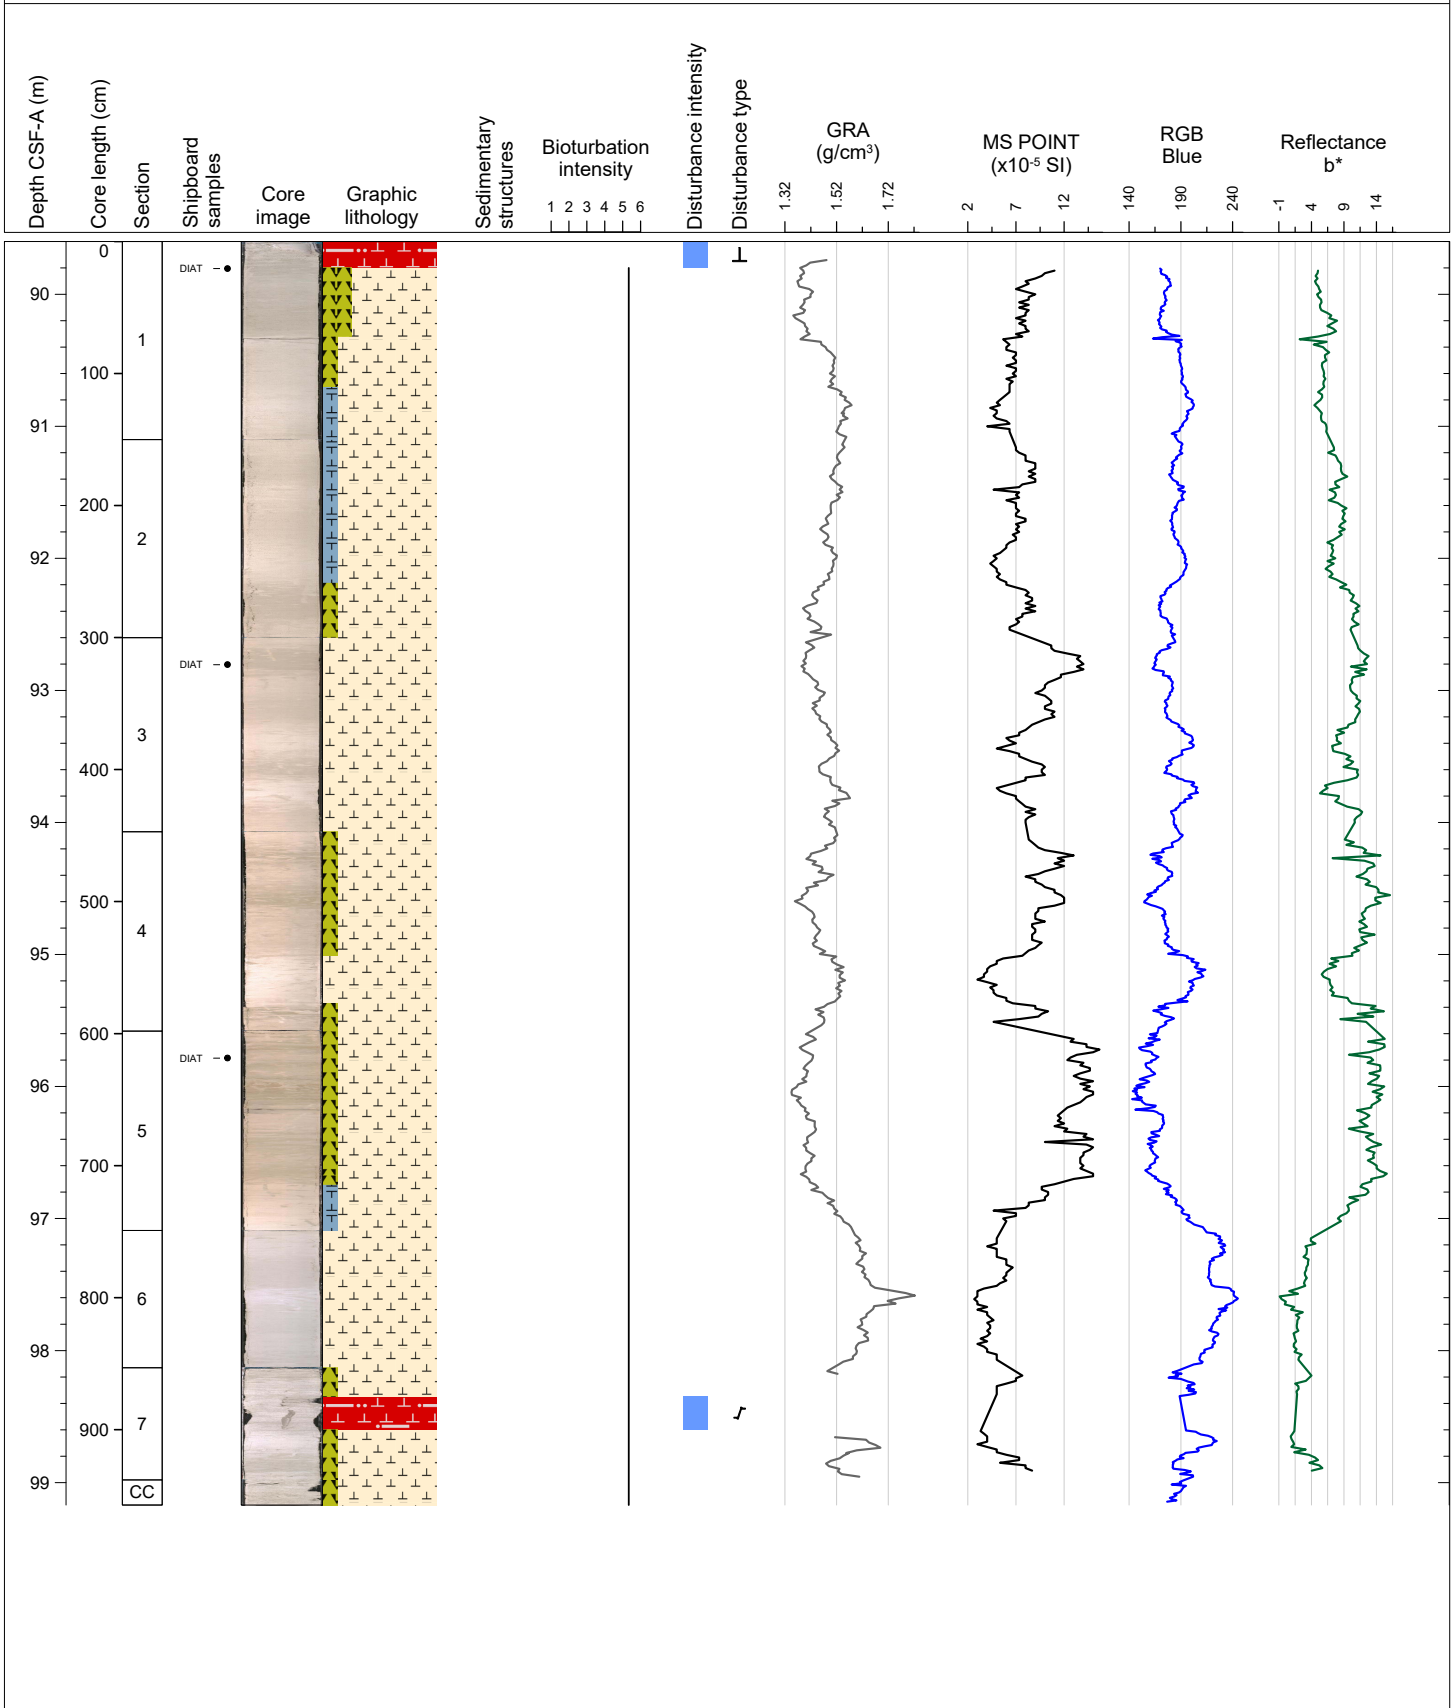 Depth CSF-A (m)
Core length (cm)
Section
Shipboard
samples
Core
image
Graphic
lithology
Sedimentary
structures
Bioturbation
intensity
1 2 3 4 5 6
Disturbance intensity
Disturbance type
GRA
(g/cm³)
1.32 1.52 1.72
MS POINT
(x10⁻⁵ SI)
2 7 12
RGB
Blue
140 190 240
Reflectance
b*
-1 4 9 14
0
DIAT
90
1
100
91
200
2
92
300
DIAT
93
3
400
94
500
4
95
600
DIAT
96
5
700
97
6
800
98
7
900
99
CC